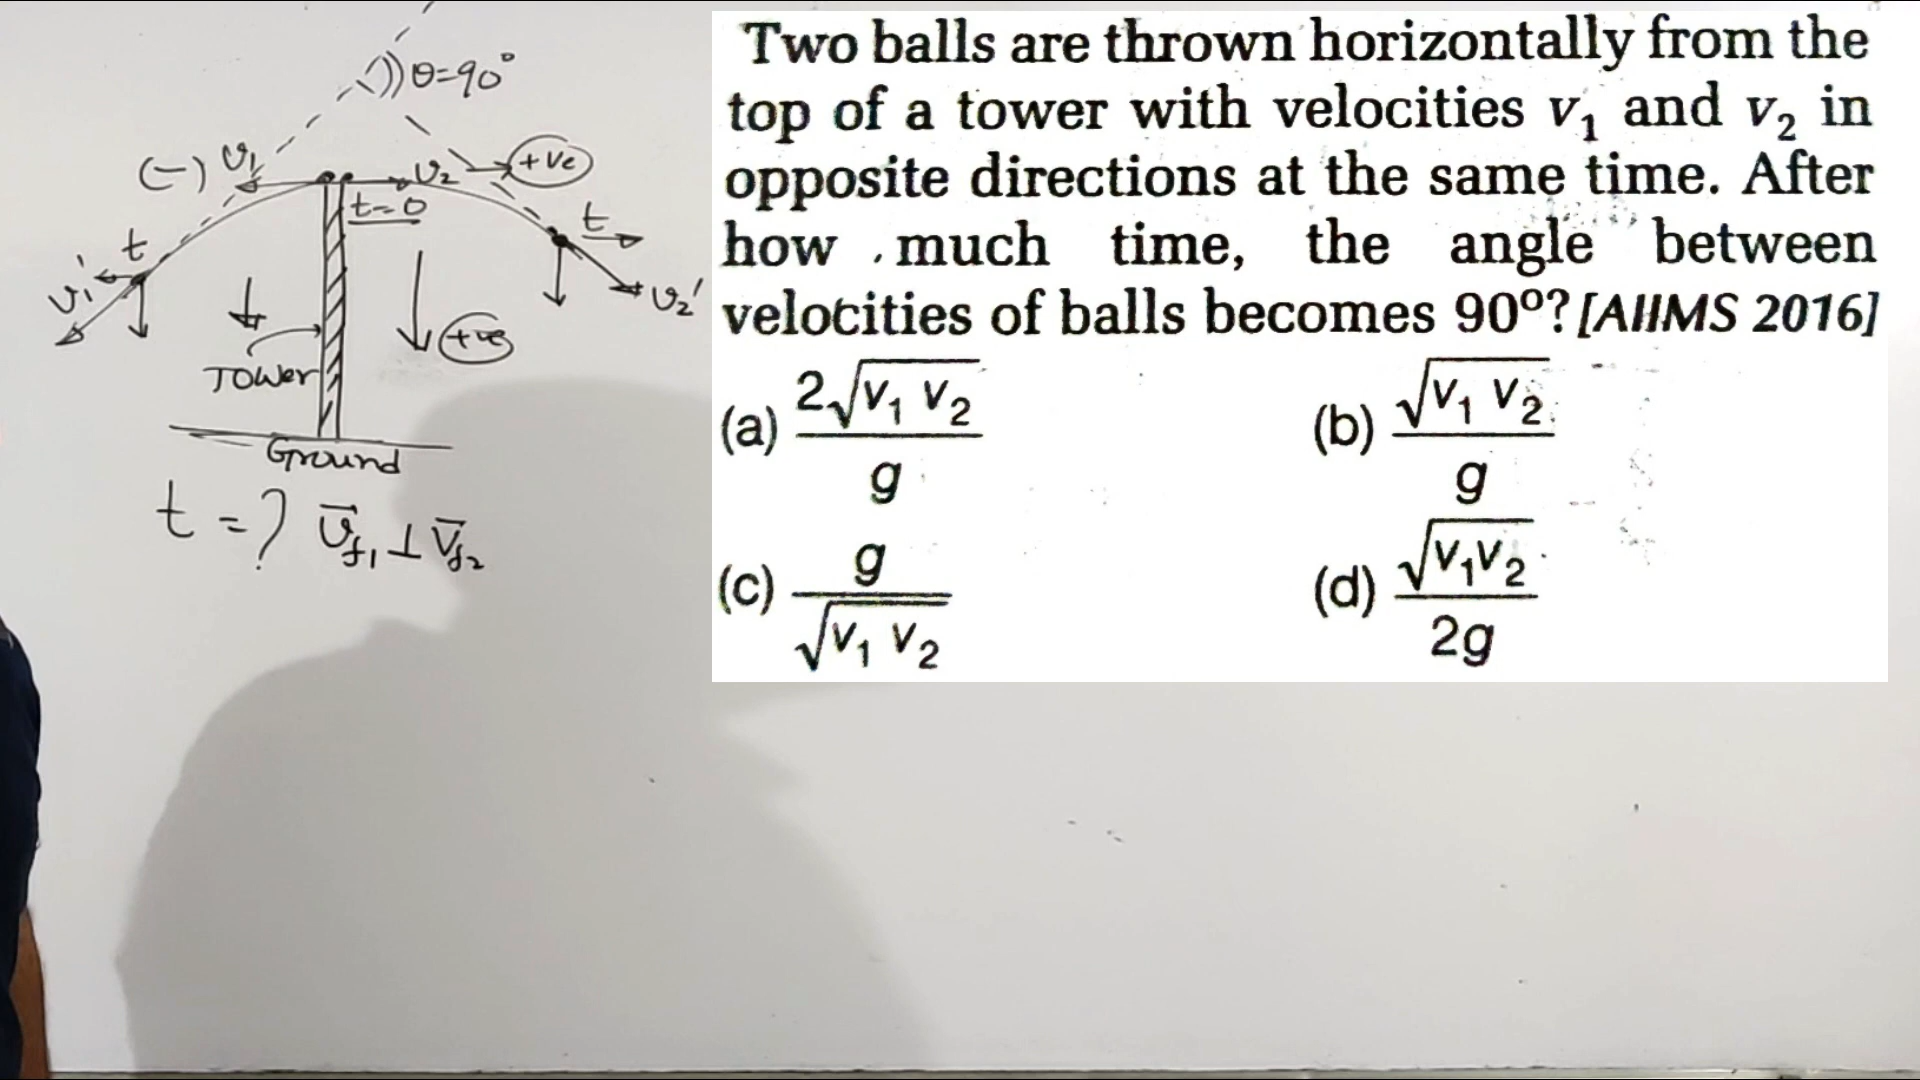 θ=90°
(-) v₁
v₂
+ve
t=0
t
t
v₁'
v₂'
+ve
Tower
Ground
t = ? v̄f₁ ⊥ v̄f₂
Two balls are thrown horizontally from the
top of a tower with velocities v₁ and v₂ in
opposite directions at the same time. After
how much time, the angle between
velocities of balls becomes 90°? [AIIMS 2016]
(a) 2√(v₁ v₂) / g
(b) √(v₁ v₂) / g
(c) g / √(v₁ v₂)
(d) √(v₁v₂) / 2g